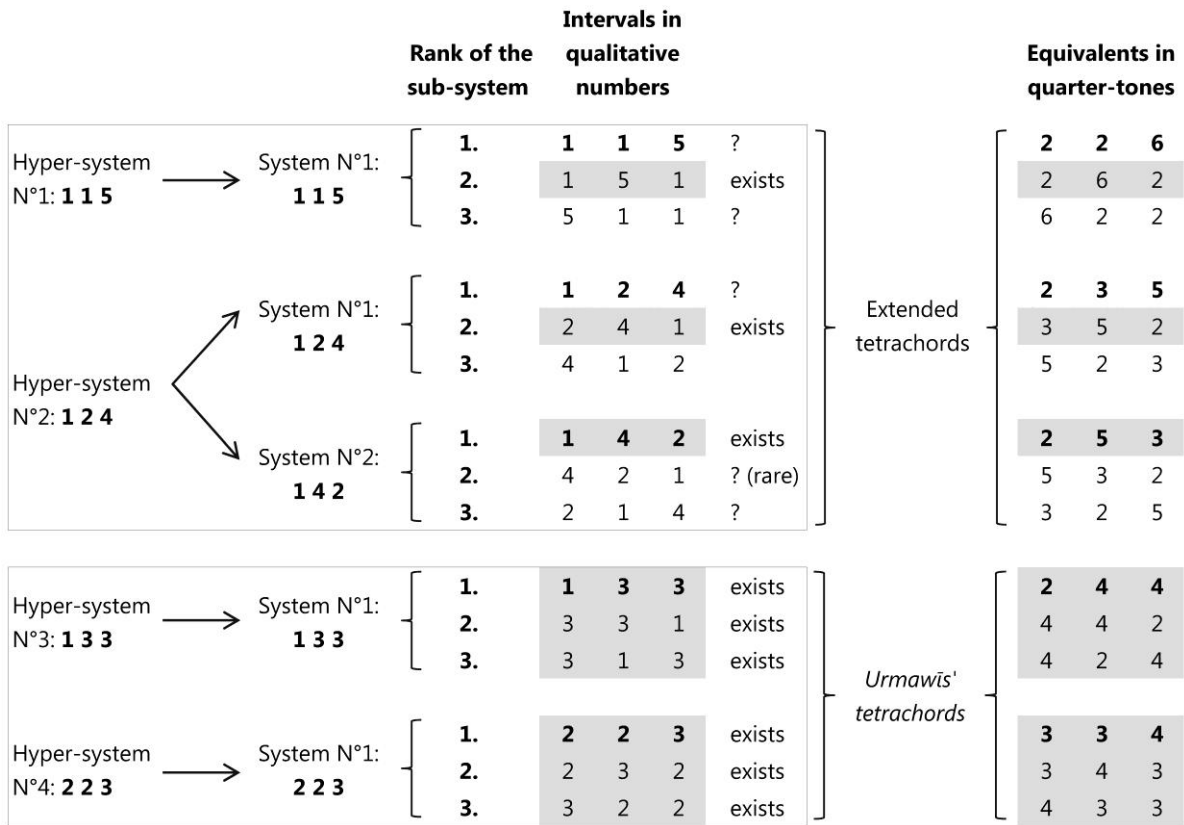 Rank of the sub-system Intervals in qualitative numbers Equivalents in quarter-tones
Hyper-system N°1: 1 1 5
System N°1: 1 1 5
1. 1 1 5 ? 2 2 6
2. 1 5 1 exists 2 6 2
3. 5 1 1 ? 6 2 2
Hyper-system N°2: 1 2 4
System N°1: 1 2 4
1. 1 2 4 ? 2 3 5
2. 2 4 1 exists 3 5 2
3. 4 1 2 5 2 3
System N°2: 1 4 2
1. 1 4 2 exists 2 5 3
2. 4 2 1 ? (rare) 5 3 2
3. 2 1 4 ? 3 2 5
Extended tetrachords
Hyper-system N°3: 1 3 3
System N°1: 1 3 3
1. 1 3 3 exists 2 4 4
2. 3 3 1 exists 4 4 2
3. 3 1 3 exists 4 2 4
Hyper-system N°4: 2 2 3
System N°1: 2 2 3
1. 2 2 3 exists 3 3 4
2. 2 3 2 exists 3 4 3
3. 3 2 2 exists 4 3 3
Urmawīs' tetrachords